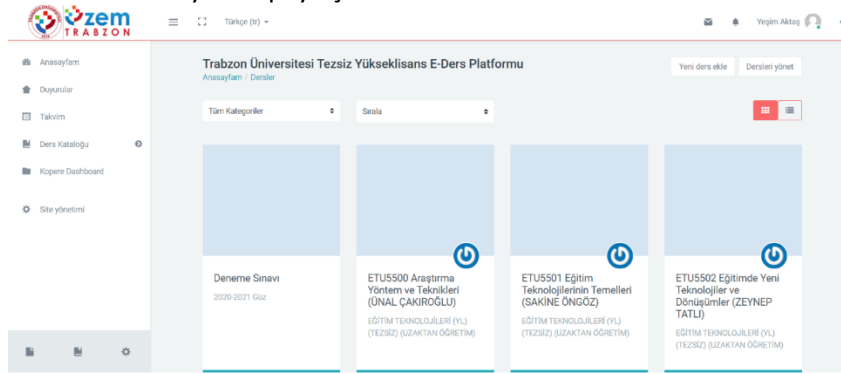 özem
TRABZON
Türkçe (tr)
Yeşim Aktaş
Anasayfam
Duyurular
Takvim
Ders Kataloğu
Kopere Dashboard
Site yönetimi
Trabzon Üniversitesi Tezsiz Yükseklisans E-Ders Platformu
Anasayfam / Dersler
Yeni ders ekle
Dersleri yönet
Tüm Kategoriler
Sırala
Deneme Sınavı
2020-2021 Güz
ETU5500 Araştırma
Yöntem ve Teknikleri
(ÜNAL ÇAKIROĞLU)
EĞİTİM TEKNOLOJİLERİ (YL)
(TEZSİZ) (UZAKTAN ÖĞRETİM)
ETU5501 Eğitim
Teknolojilerinin Temelleri
(SAKİNE ÖNGÖZ)
EĞİTİM TEKNOLOJİLERİ (YL)
(TEZSİZ) (UZAKTAN ÖĞRETİM)
ETU5502 Eğitimde Yeni
Teknolojiler ve
Dönüşümler (ZEYNEP
TATLI)
EĞİTİM TEKNOLOJİLERİ (YL)
(TEZSİZ) (UZAKTAN ÖĞRETİM)